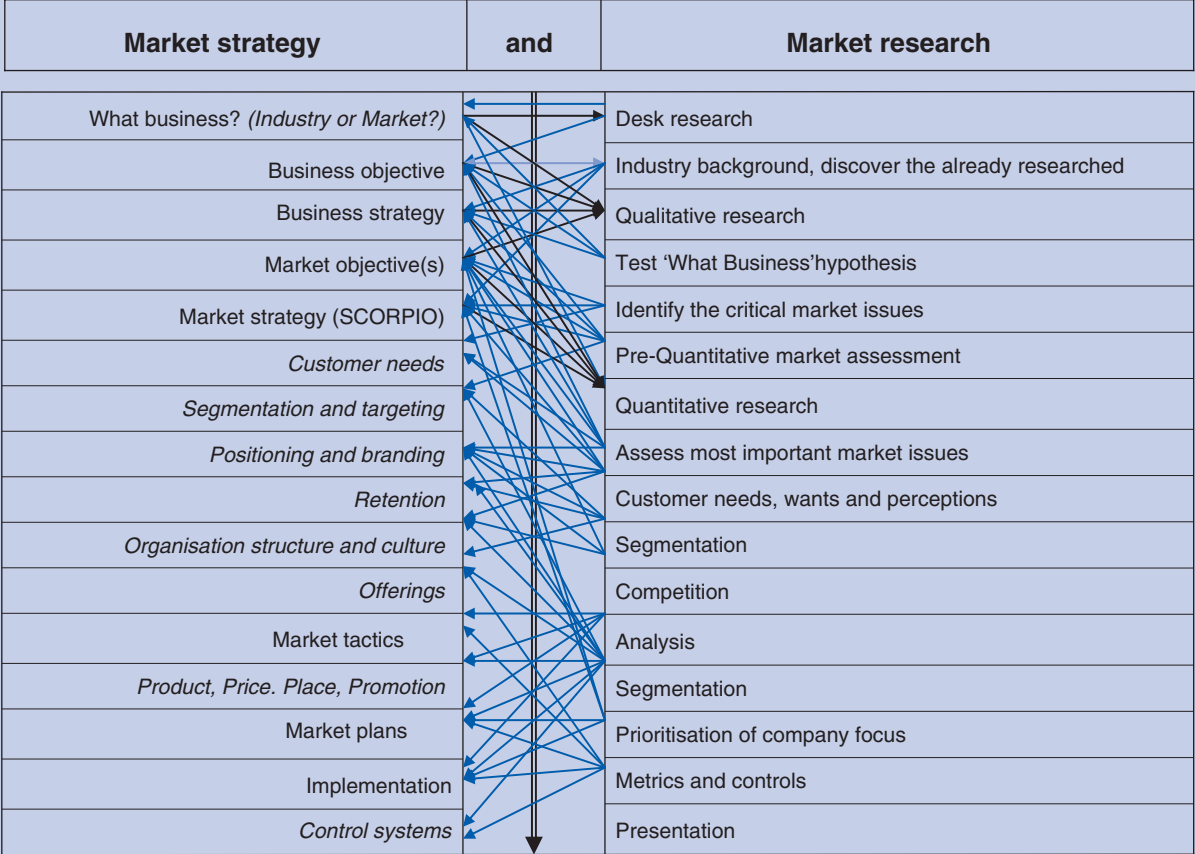 Market strategy and Market research
What business? (Industry or Market?) Desk research
Business objective Industry background, discover the already researched
Business strategy Qualitative research
Market objective(s) Test ‘What Business’hypothesis
Market strategy (SCORPIO) Identify the critical market issues
Customer needs Pre-Quantitative market assessment
Segmentation and targeting Quantitative research
Positioning and branding Assess most important market issues
Retention Customer needs, wants and perceptions
Organisation structure and culture Segmentation
Offerings Competition
Market tactics Analysis
Product, Price. Place, Promotion Segmentation
Market plans Prioritisation of company focus
Implementation Metrics and controls
Control systems Presentation